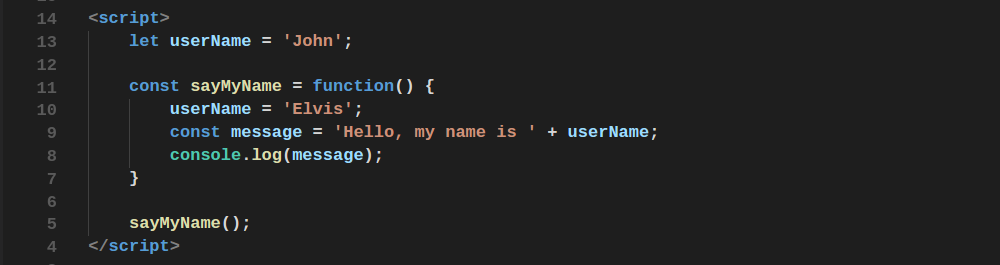 14 <script>
13     let userName = 'John';
12
11     const sayMyName = function() {
10         userName = 'Elvis';
9         const message = 'Hello, my name is ' + userName;
8         console.log(message);
7     }
6
5     sayMyName();
4 </script>